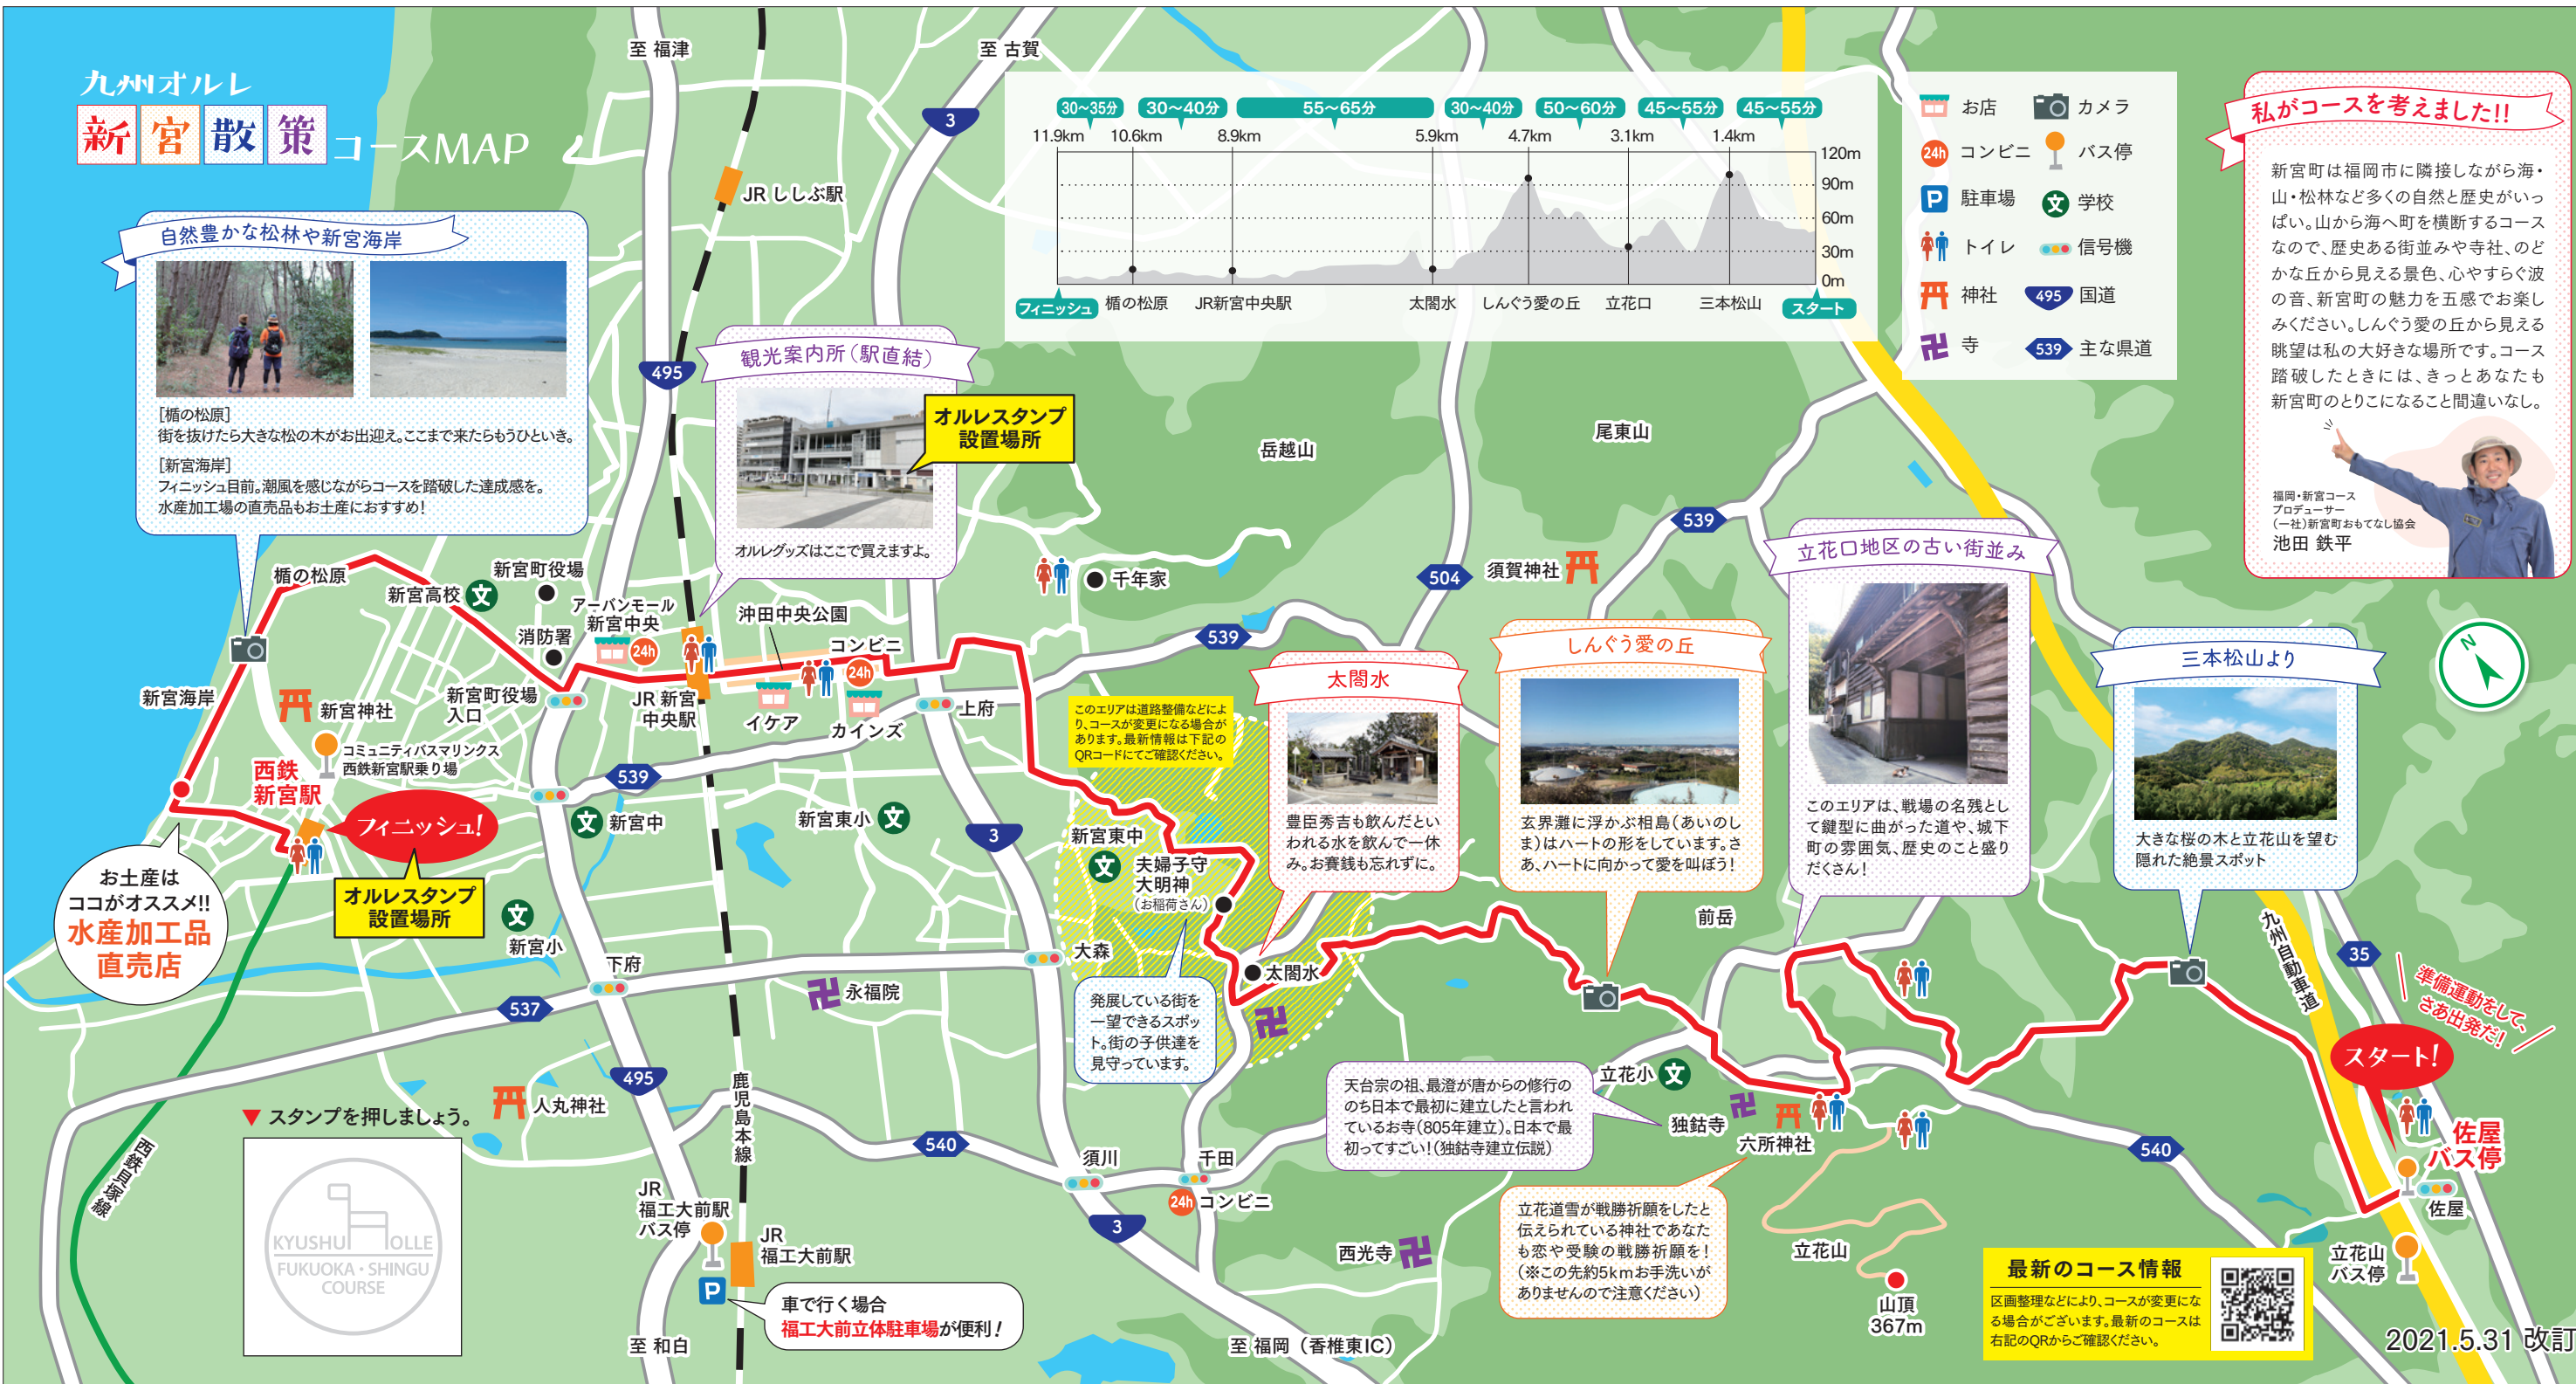 九州オルレ
新宮散策コースMAP
至 福津
至 古賀
3
JR ししぶ駅
30〜35分 30〜40分 55〜65分 30〜40分 50〜60分 45〜55分 45〜55分
11.9km 10.6km 8.9km 5.9km 4.7km 3.1km 1.4km
120m
90m
60m
30m
0m
フィニッシュ 楯の松原 JR新宮中央駅 太閤水 しんぐう愛の丘 立花口 三本松山 スタート
お店 カメラ
24h コンビニ バス停
P 駐車場 文 学校
トイレ 信号機
神社 495 国道
寺 539 主な県道
私がコースを考えました!!
新宮町は福岡市に隣接しながら海・
山・松林など多くの自然と歴史がいっ
ぱい。山から海へ町を横断するコース
なので、歴史ある街並みや寺社、のど
かな丘から見える景色、心やすらぐ波
の音、新宮町の魅力を五感でお楽し
みください。しんぐう愛の丘から見える
眺望は私の大好きな場所です。コース
踏破したときには、きっとあなたも
新宮町のとりこになること間違いなし。
福岡・新宮コース
プロデューサー
(一社)新宮町おもてなし協会
池田 鉄平
自然豊かな松林や新宮海岸
[楯の松原]
街を抜けたら大きな松の木がお出迎え。ここまで来たらもうひといき。
[新宮海岸]
フィニッシュ目前。潮風を感じながらコースを踏破した達成感を。
水産加工場の直売品もお土産におすすめ!
495
観光案内所(駅直結)
オルレスタンプ
設置場所
オルレグッズはここで買えますよ。
岳越山
尾東山
539
504
須賀神社
千年家
539
楯の松原
新宮高校
文
新宮町役場
消防署
アーバンモール
新宮中央
24h
沖田中央公園
コンビニ
24h
新宮海岸
新宮神社
新宮町役場
入口
JR 新宮
中央駅
イケア
カインズ
上府
コミュニティバスマリンクス
西鉄新宮駅乗り場
西鉄
新宮駅
フィニッシュ!
オルレスタンプ
設置場所
お土産は
ココがオススメ!!
水産加工品
直売店
539
文
新宮中
新宮東小
文
3
文
新宮小
下府
537
永福院
大森
このエリアは道路整備などによ
り、コースが変更になる場合が
あります。最新情報は下記の
QRコードにてご確認ください。
新宮東中
文
夫婦子守
大明神
(お稲荷さん)
発展している街を
一望できるスポッ
ト。街の子供達を
見守っています。
太閤水
太閤水
豊臣秀吉も飲んだとい
われる水を飲んで一休
み。お賽銭も忘れずに。
しんぐう愛の丘
玄界灘に浮かぶ相島(あいのし
ま)はハートの形をしています。さ
あ、ハートに向かって愛を叫ぼう!
立花口地区の古い街並み
このエリアは、戦場の名残とし
て鍵型に曲がった道や、城下
町の雰囲気、歴史のこと盛り
だくさん!
三本松山より
大きな桜の木と立花山を望む
隠れた絶景スポット
N
前岳
九州自動車道
35
準備運動をして、
さあ出発だ!
スタート!
佐屋
バス停
佐屋
立花山
バス停
540
立花小
文
独鈷寺
六所神社
天台宗の祖、最澄が唐からの修行の
のち日本で最初に建立したと言われ
ているお寺(805年建立)。日本で最
初ってすごい!(独鈷寺建立伝説)
立花道雪が戦勝祈願をしたと
伝えられている神社であなた
も恋や受験の戦勝祈願を!
(※この先約5kmお手洗いが
ありませんので注意ください)
立花山
山頂
367m
495
人丸神社
鹿児島本線
540
須川
千田
24h
コンビニ
3
西光寺
西鉄貝塚線
▼ スタンプを押しましょう。
KYUSHU OLLE
FUKUOKA・SHINGU
COURSE
JR
福工大前駅
バス停
JR
福工大前駅
P
車で行く場合
福工大前立体駐車場が便利!
至 和白
至 福岡(香椎東IC)
最新のコース情報
区画整理などにより、コースが変更にな
る場合がございます。最新のコースは
右記のQRからご確認ください。
2021.5.31 改訂